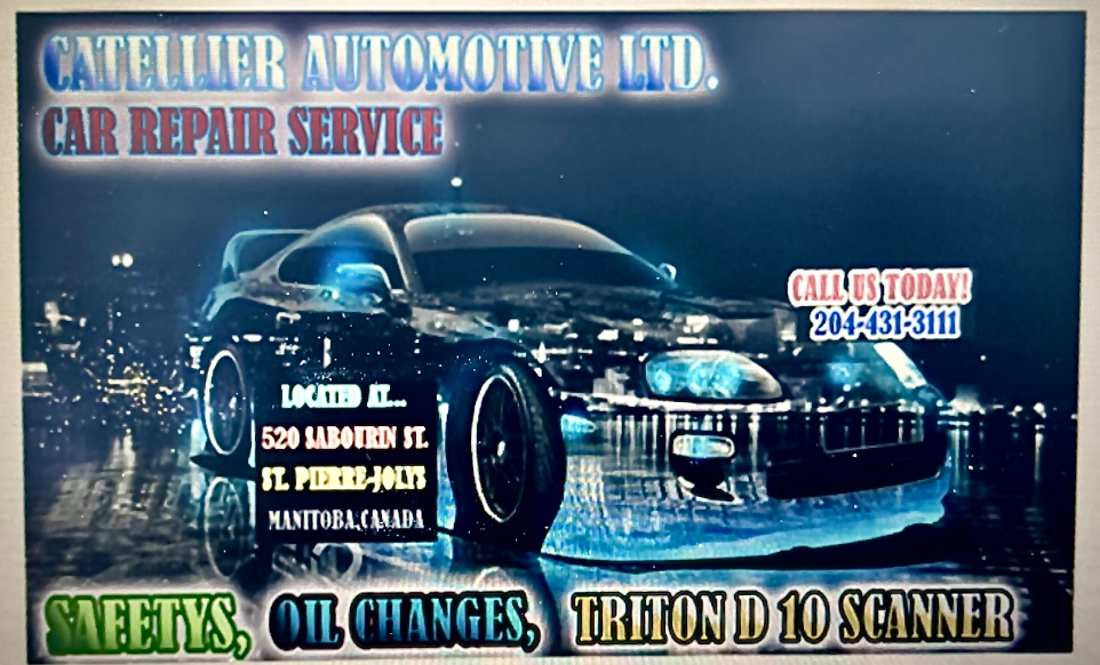 CATELLIER AUTOMOTIVE LTD.
CAR REPAIR SERVICE
CALL US TODAY!
204-431-3111
LOCATED AT...
520 SABOURIN ST.
ST. PIERRE-JOLYS
MANITOBA,CANADA
SAFETYS, OIL CHANGES, TRITON D 10 SCANNER